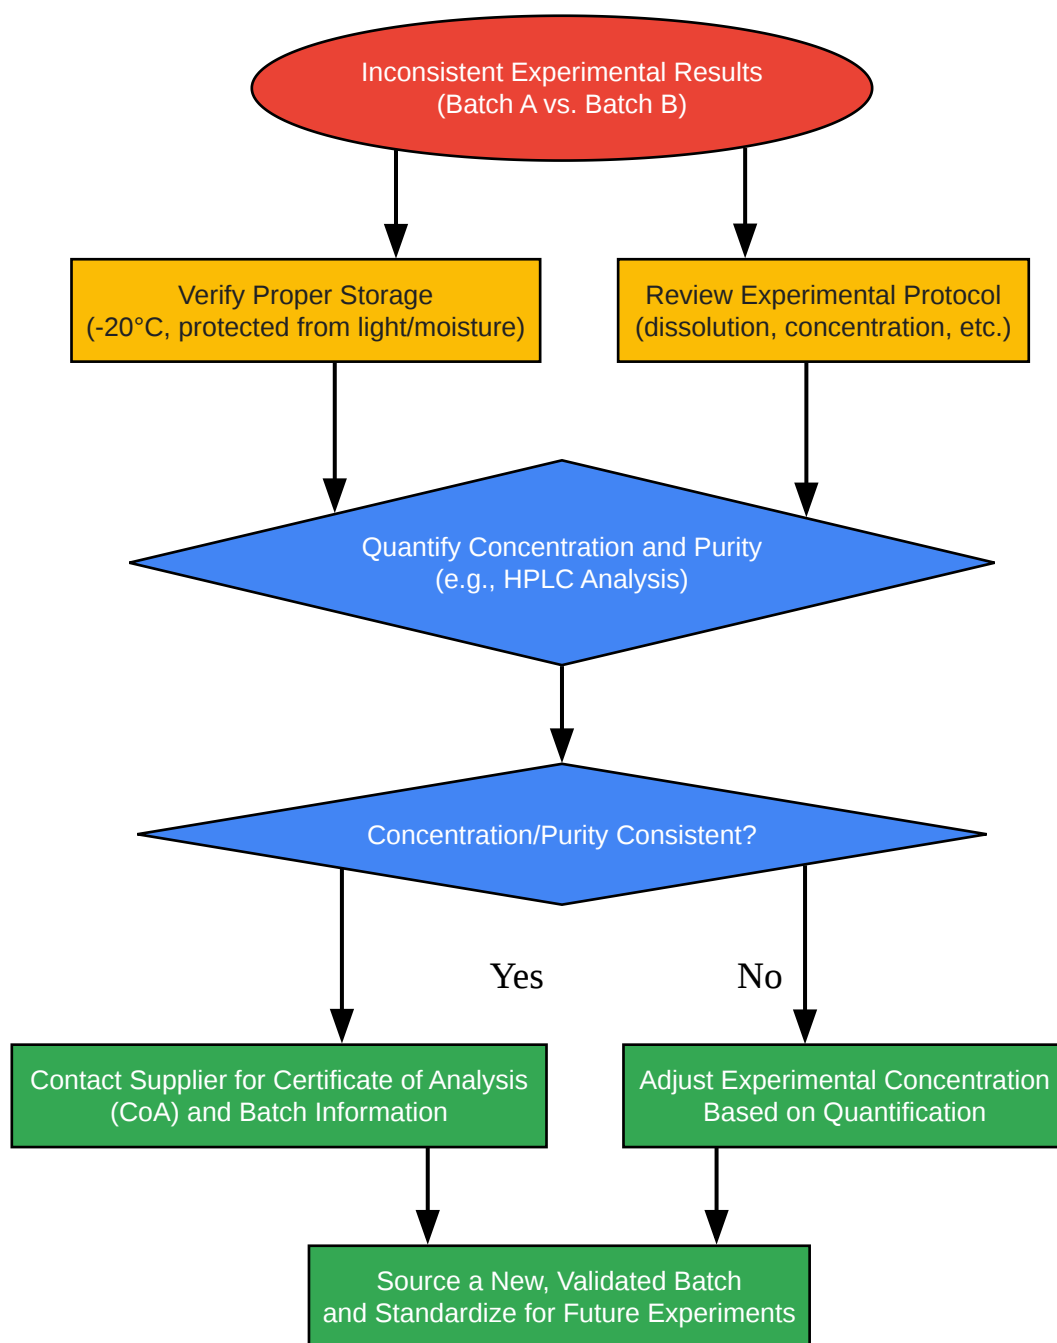 Inconsistent Experimental Results
(Batch A vs. Batch B)
Verify Proper Storage
(-20°C, protected from light/moisture)
Review Experimental Protocol
(dissolution, concentration, etc.)
Quantify Concentration and Purity
(e.g., HPLC Analysis)
Concentration/Purity Consistent?
Yes
No
Contact Supplier for Certificate of Analysis
(CoA) and Batch Information
Adjust Experimental Concentration
Based on Quantification
Source a New, Validated Batch
and Standardize for Future Experiments